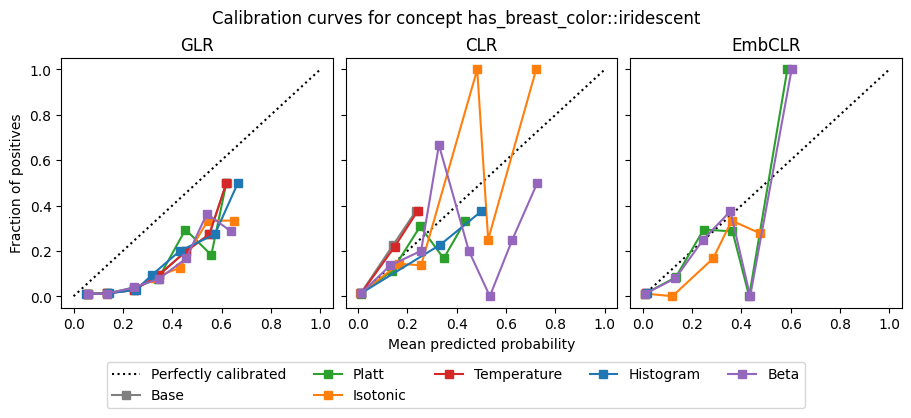 Calibration curves for concept has_breast_color::iridescent
GLR
CLR
EmbCLR
Fraction of positives
1.0
0.8
0.6
0.4
0.2
0.0
0.0 0.2 0.4 0.6 0.8 1.0
0.0 0.2 0.4 0.6 0.8 1.0
0.0 0.2 0.4 0.6 0.8 1.0
Mean predicted probability
Perfectly calibrated
Base
Platt
Isotonic
Temperature
Histogram
Beta